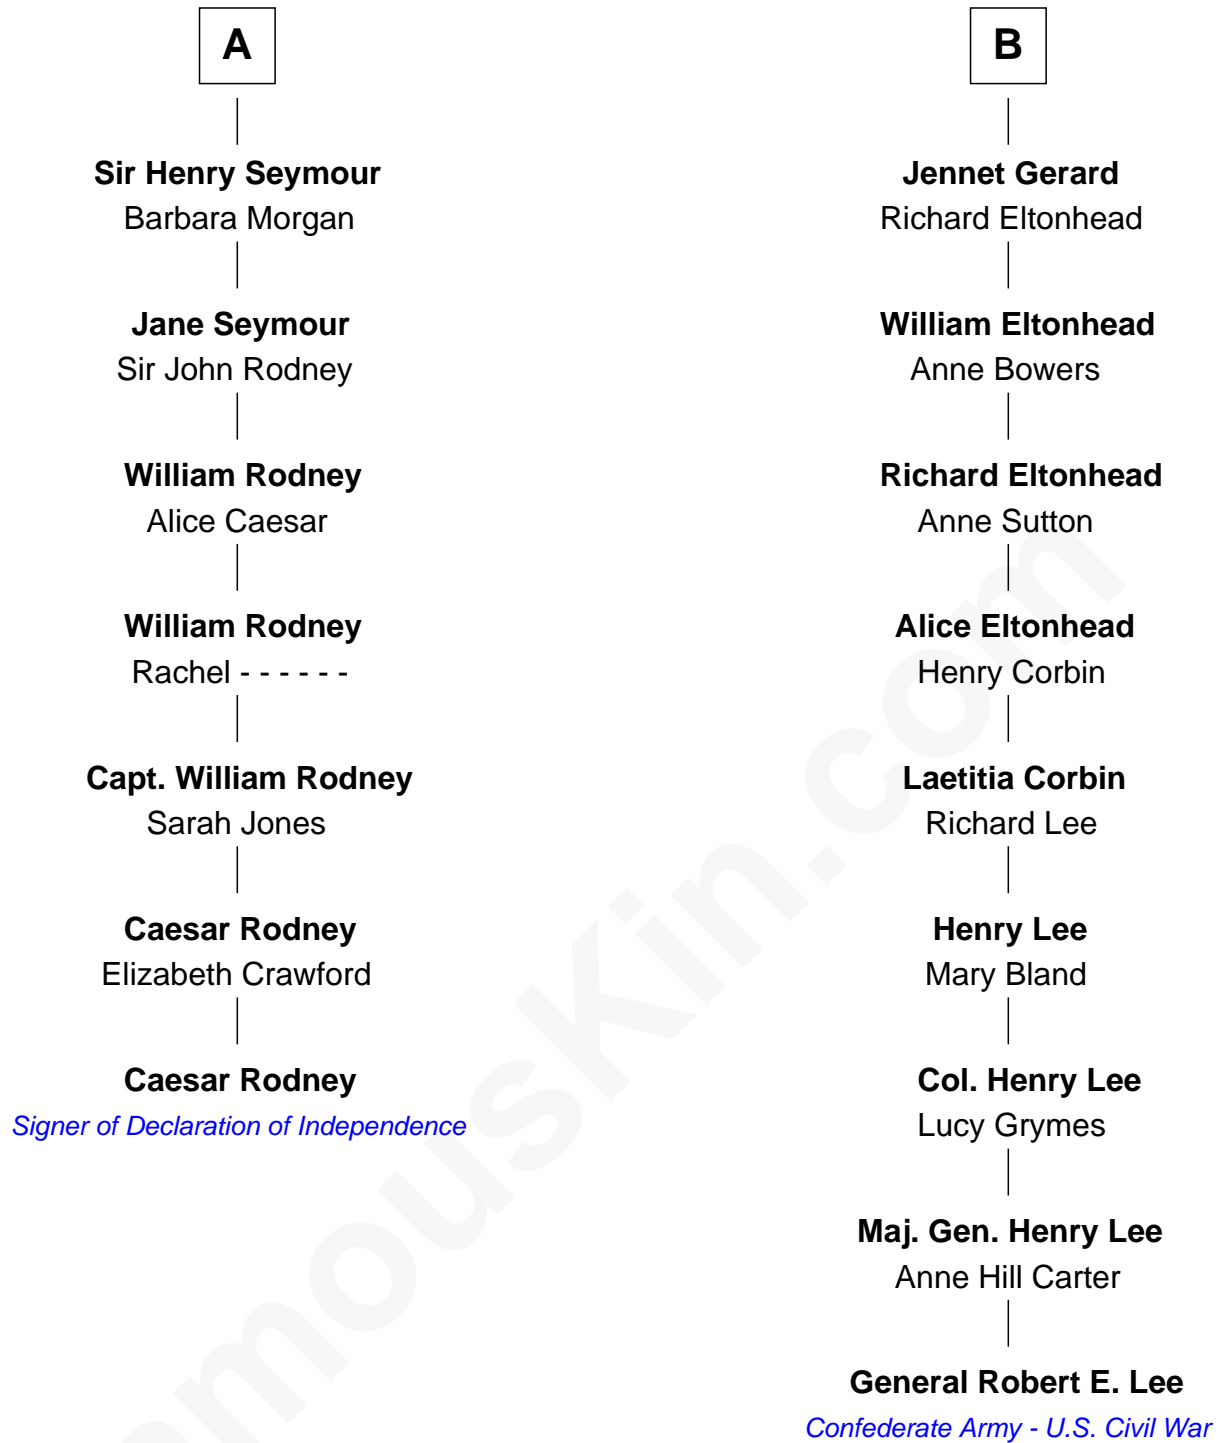 A
Sir Henry Seymour
Barbara Morgan
Jane Seymour
Sir John Rodney
William Rodney
Alice Caesar
William Rodney
Rachel - - - - - -
Capt. William Rodney
Sarah Jones
Caesar Rodney
Elizabeth Crawford
Caesar Rodney
Signer of Declaration of Independence
B
Jennet Gerard
Richard Eltonhead
William Eltonhead
Anne Bowers
Richard Eltonhead
Anne Sutton
Alice Eltonhead
Henry Corbin
Laetitia Corbin
Richard Lee
Henry Lee
Mary Bland
Col. Henry Lee
Lucy Grymes
Maj. Gen. Henry Lee
Anne Hill Carter
General Robert E. Lee
Confederate Army - U.S. Civil War
amousKin.com